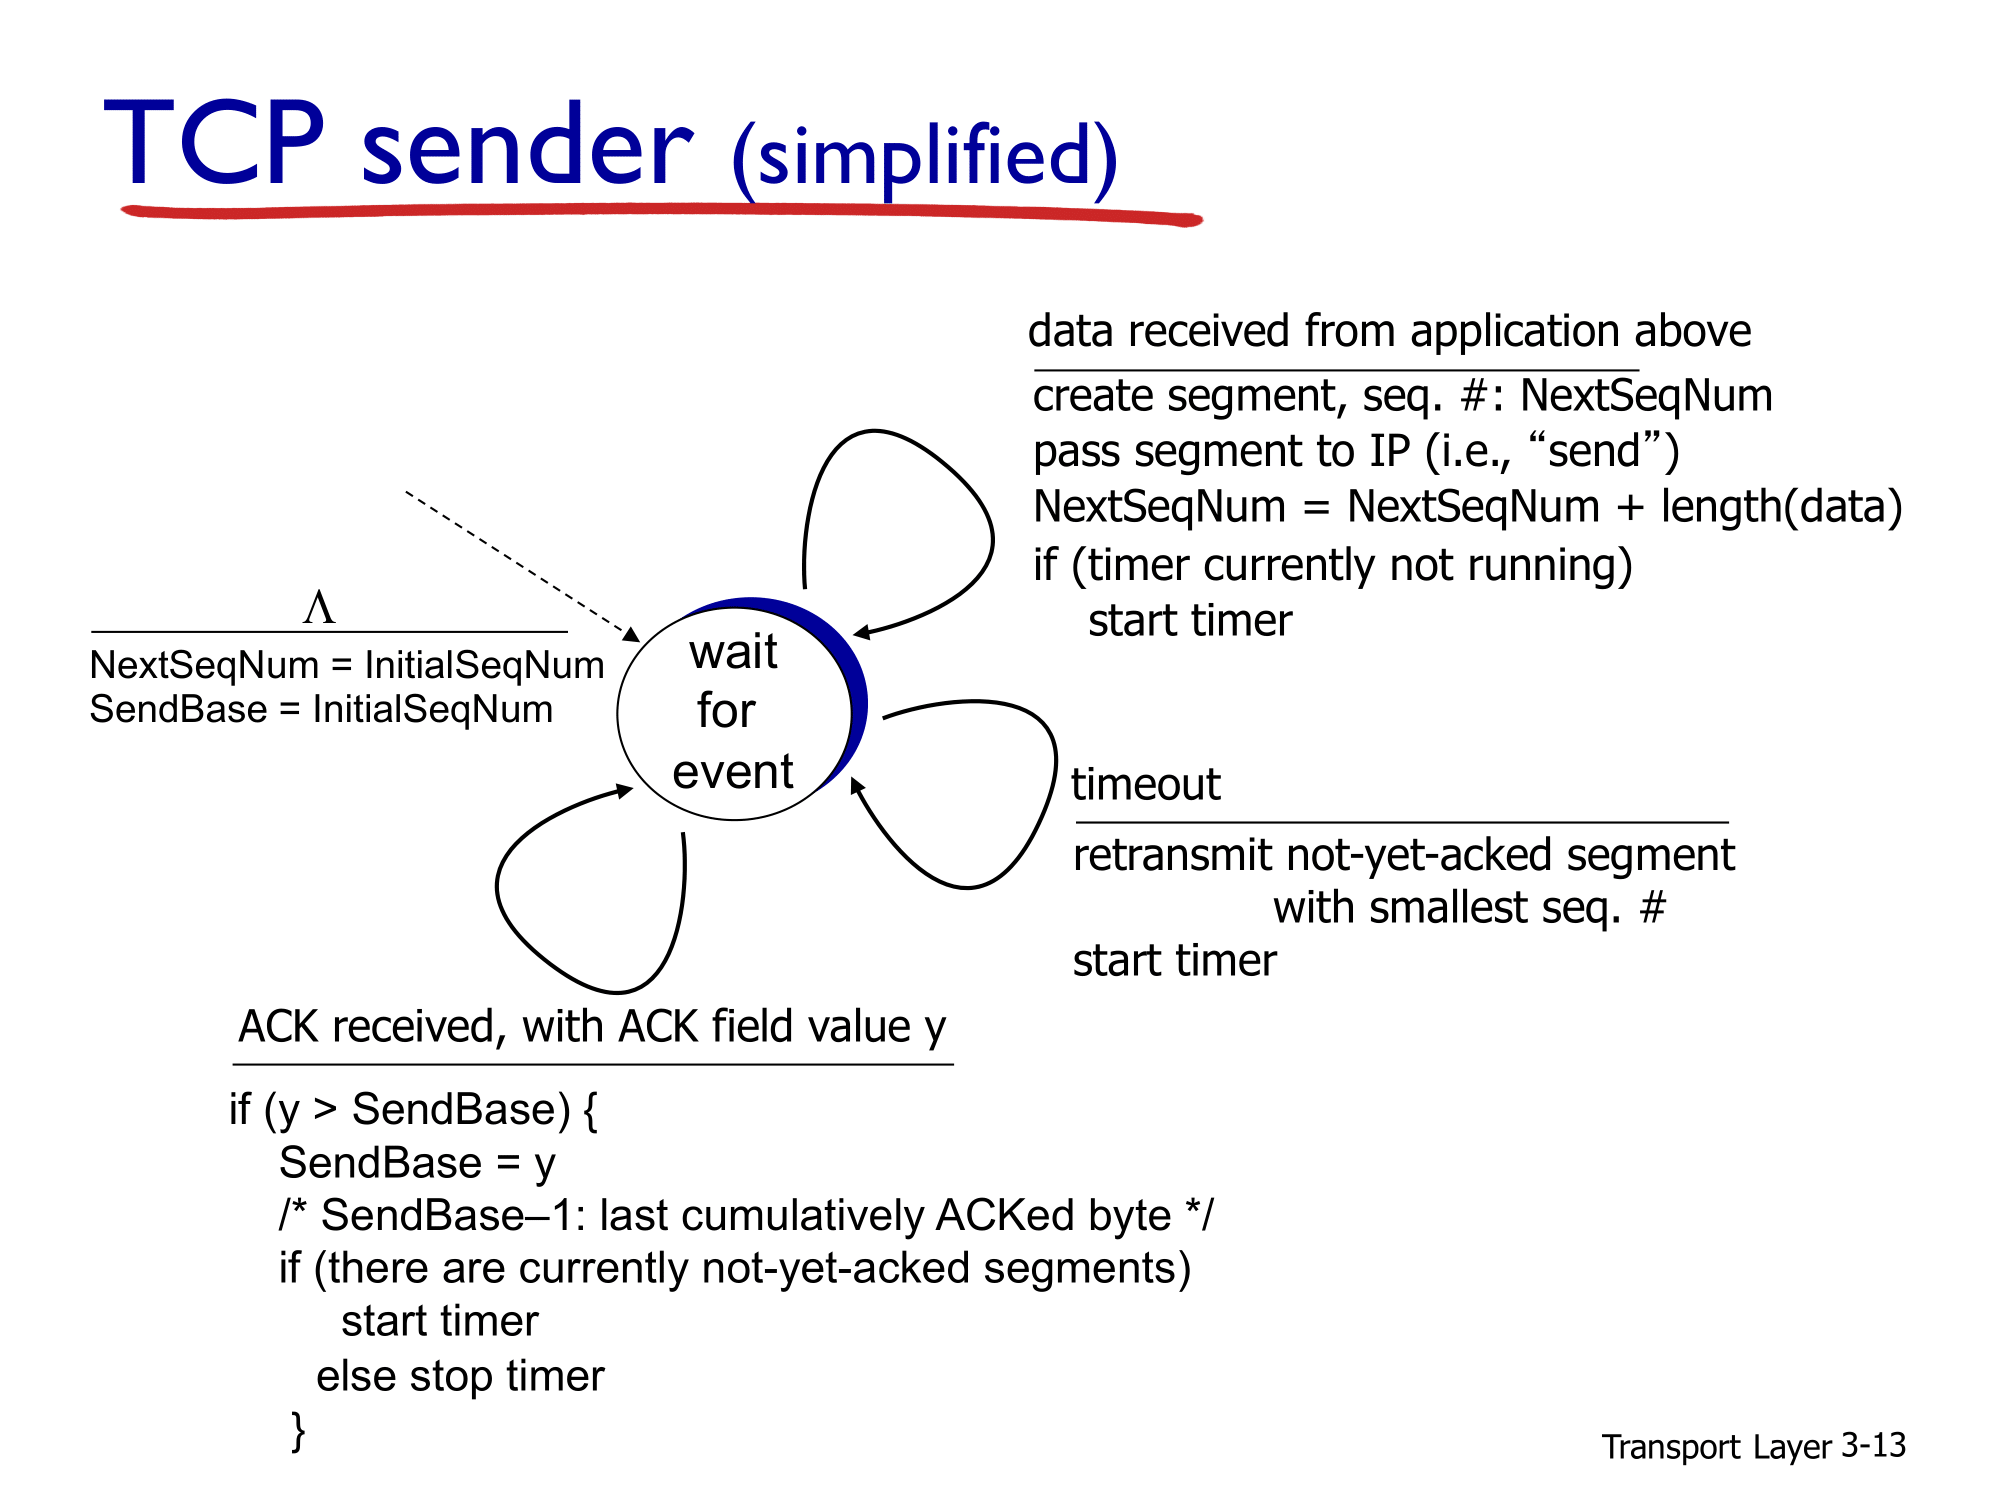 TCP sender (simplified)
data received from application above
create segment, seq. #: NextSeqNum
pass segment to IP (i.e., “send”)
NextSeqNum = NextSeqNum + length(data)
if (timer currently not running)
start timer
Λ
NextSeqNum = InitialSeqNum
SendBase = InitialSeqNum
wait
for
event
timeout
retransmit not-yet-acked segment
with smallest seq. #
start timer
ACK received, with ACK field value y
if (y > SendBase) {
SendBase = y
/* SendBase–1: last cumulatively ACKed byte */
if (there are currently not-yet-acked segments)
start timer
else stop timer
}
Transport Layer 3-13